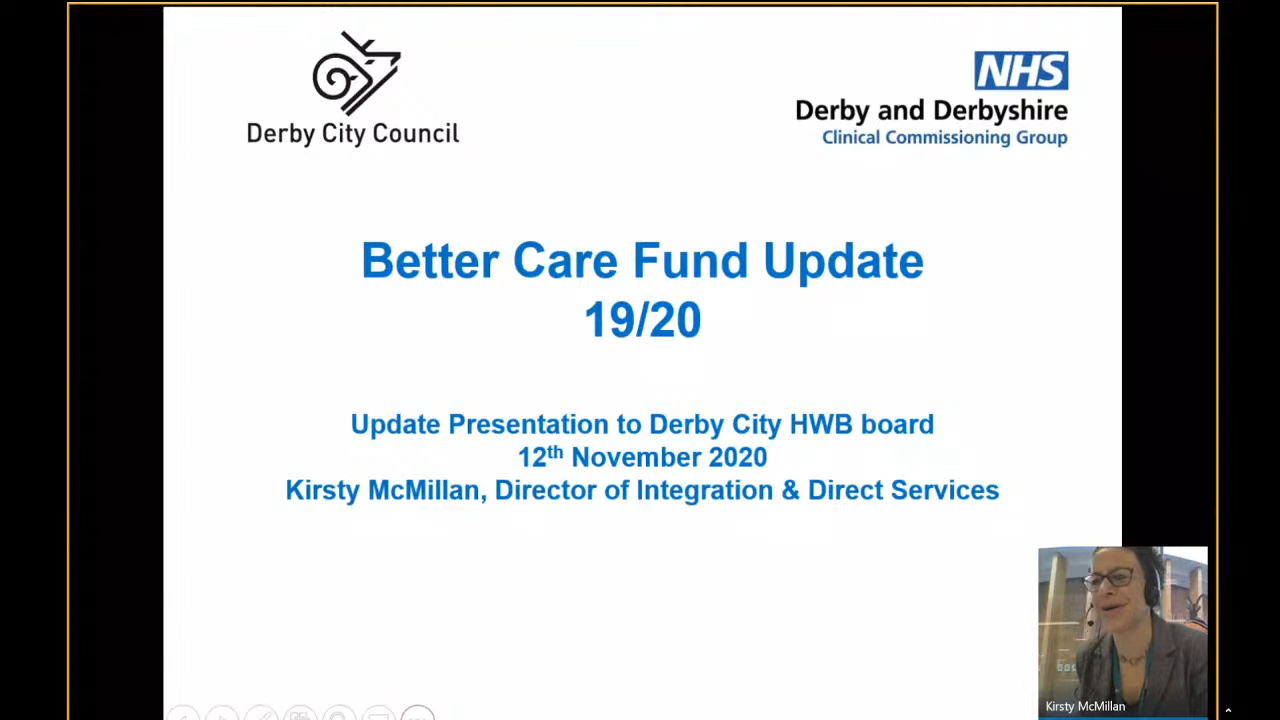 Derby City Council
NHS
Derby and Derbyshire
Clinical Commissioning Group
Better Care Fund Update
19/20
Update Presentation to Derby City HWB board
12th November 2020
Kirsty McMillan, Director of Integration & Direct Services
Kirsty McMillan